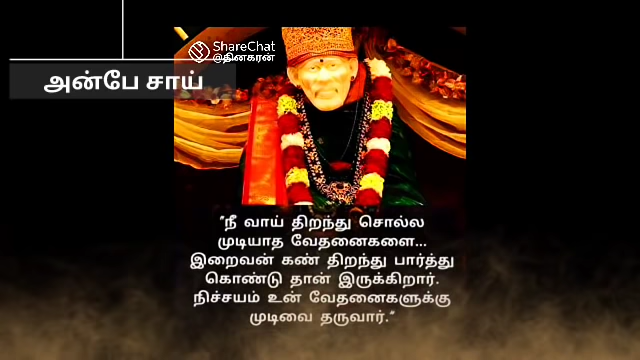 ShareChat
@தினகரன்
அன்பே சாய்
"நீ வாய் திறந்து சொல்ல
முடியாத வேதனைகளை...
இறைவன் கண் திறந்து பார்த்து
கொண்டு தான் இருக்கிறார்.
நிச்சயம் உன் வேதனைகளுக்கு
முடிவை தருவார்."